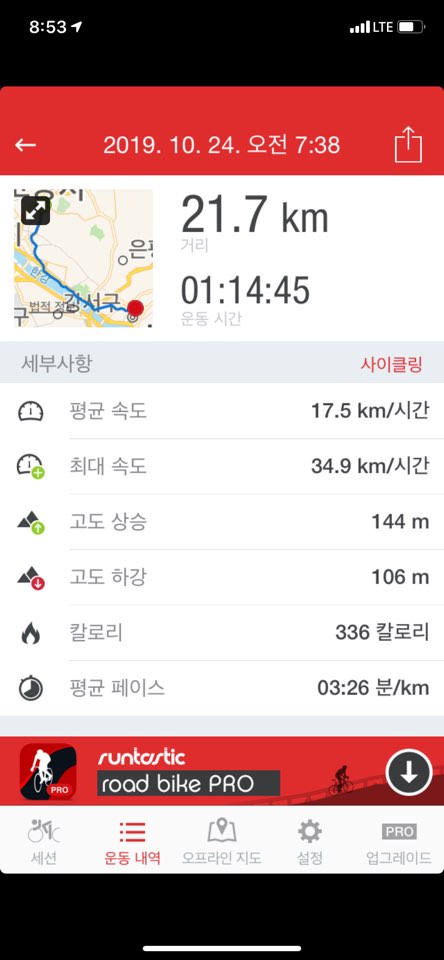 8:53
LTE
2019. 10. 24. 오전 7:38
21.7 km
거리
은평
한강
강서구
법적 정보
구
01:14:45
운동 시간
세부사항 사이클링
평균 속도 17.5 km/시간
최대 속도 34.9 km/시간
고도 상승 144 m
고도 하강 106 m
칼로리 336 칼로리
평균 페이스 03:26 분/km
PRO
runtastic
road bike PRO
세션 운동 내역 오프라인 지도 설정 PRO 업그레이드